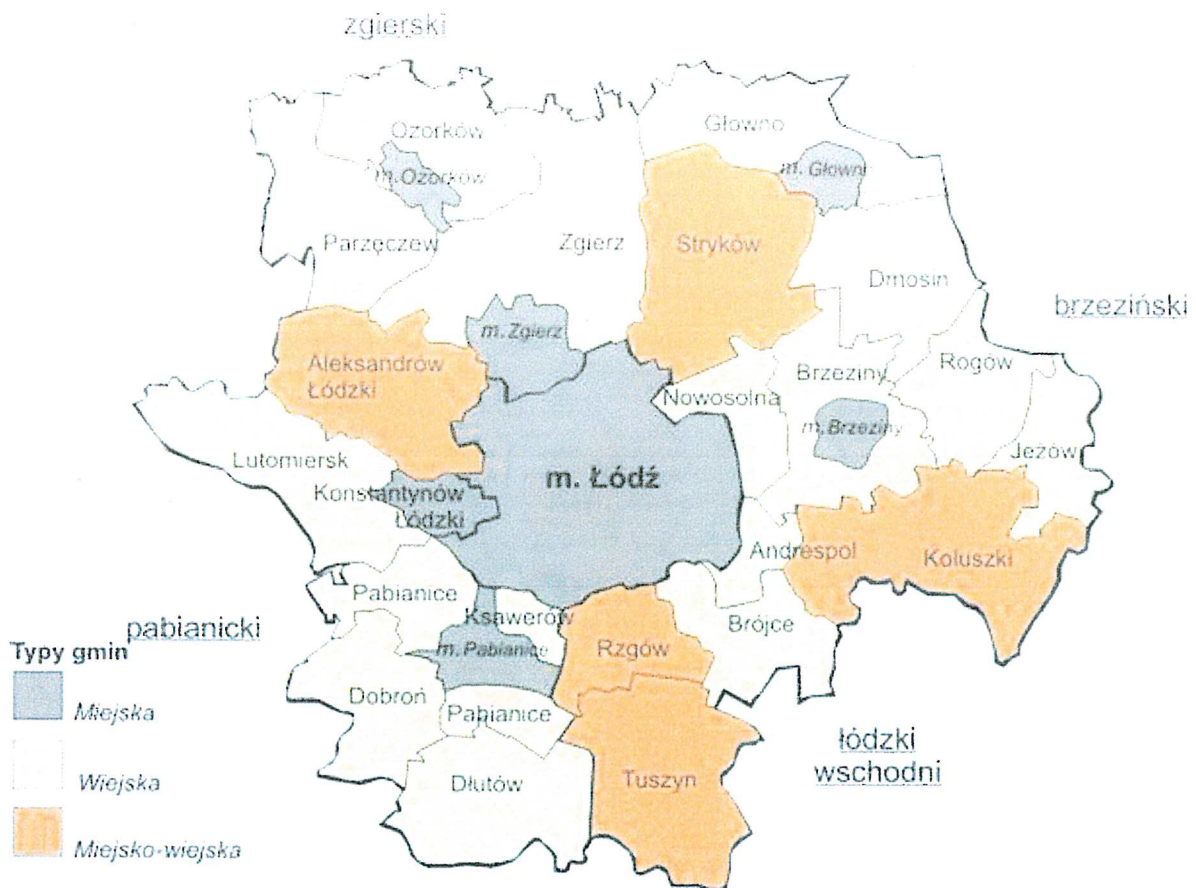 zgierski
Ozorków
Głowno
m. Ozorków
m. Głown
Parzęczew
Zgierz
Stryków
Dmosin
brzeziński
m. Zgierz
Aleksandrów
Łódzki
Brzeziny
Rogów
Nowosolna
m. Brzeziny
Lutomiersk
Jeżów
m. Łódź
Konstantynów
Łódzki
Andrespol
Koluszki
Pabianice
Ksawerów
Brójce
pabianicki
m. Pabianice
Rzgów
Typy gmin
Dobroń
Pabianice
Miejska
łódzki
wschodni
Wiejska
Dłutów
Tuszyn
Miejsko-wiejska